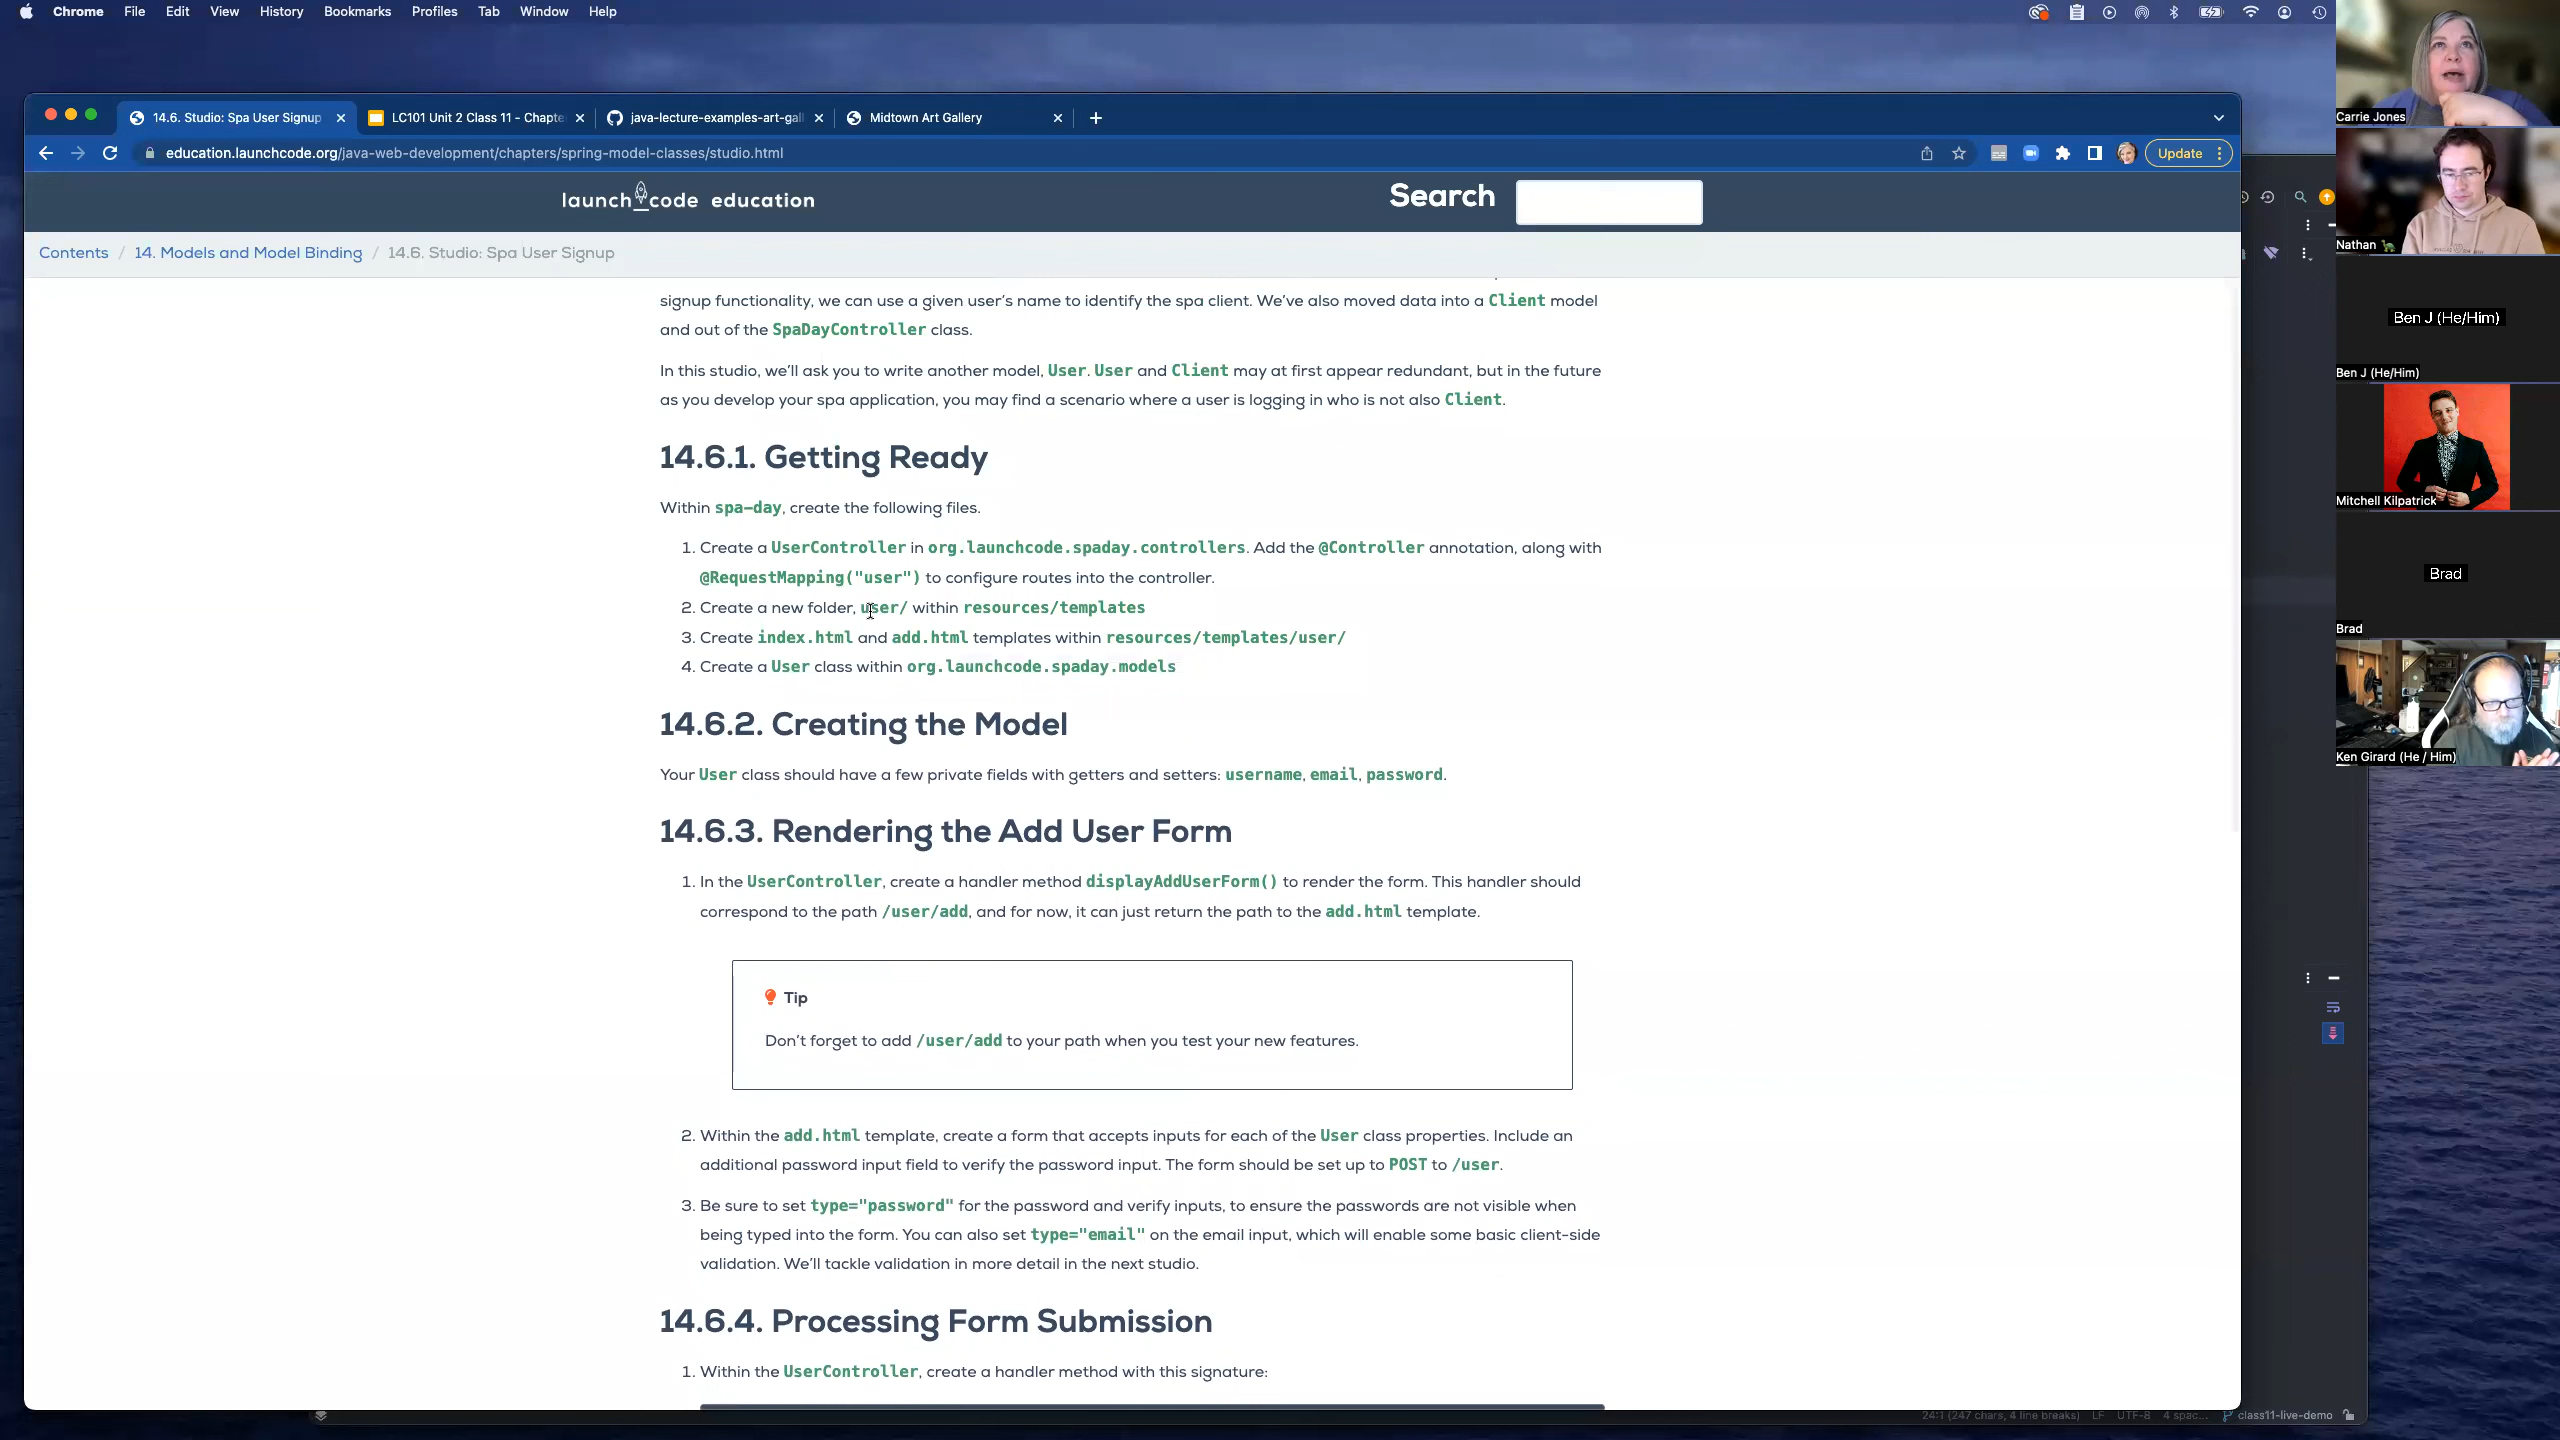 Chrome File Edit View History Bookmarks Profiles Tab Window Help
14.6. Studio: Spa User Signup
LC101 Unit 2 Class 11 - Chapte
java-lecture-examples-art-gall
Midtown Art Gallery
education.launchcode.org/java-web-development/chapters/spring-model-classes/studio.html
Update
launch_code education
Search
Contents / 14. Models and Model Binding / 14.6. Studio: Spa User Signup
signup functionality, we can use a given user's name to identify the spa client. We've also moved data into a Client model
and out of the SpaDayController class.
In this studio, we'll ask you to write another model, User. User and Client may at first appear redundant, but in the future
as you develop your spa application, you may find a scenario where a user is logging in who is not also Client.
14.6.1. Getting Ready
Within spa-day, create the following files.
1. Create a UserController in org.launchcode.spaday.controllers. Add the @Controller annotation, along with
@RequestMapping("user") to configure routes into the controller.
2. Create a new folder, user/ within resources/templates
3. Create index.html and add.html templates within resources/templates/user/
4. Create a User class within org.launchcode.spaday.models
14.6.2. Creating the Model
Your User class should have a few private fields with getters and setters: username, email, password.
14.6.3. Rendering the Add User Form
1. In the UserController, create a handler method displayAddUserForm() to render the form. This handler should
correspond to the path /user/add, and for now, it can just return the path to the add.html template.
Tip
Don't forget to add /user/add to your path when you test your new features.
2. Within the add.html template, create a form that accepts inputs for each of the User class properties. Include an
additional password input field to verify the password input. The form should be set up to POST to /user.
3. Be sure to set type="password" for the password and verify inputs, to ensure the passwords are not visible when
being typed into the form. You can also set type="email" on the email input, which will enable some basic client-side
validation. We'll tackle validation in more detail in the next studio.
14.6.4. Processing Form Submission
1. Within the UserController, create a handler method with this signature:
24:1 (247 chars, 4 line breaks) LF UTF-8 4 spac... class11-live-demo
Carrie Jones
Nathan 🦕
Ben J (He/Him)
Ben J (He/Him)
Mitchell Kilpatrick
Brad
Brad
Ken Girard (He / Him)